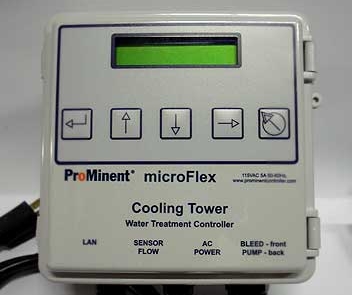 ProMinent® microFlex
115VAC 5A 50-60Hz.
www.prominentcontroller.com
Cooling Tower
Water Treatment Controller
LAN SENSOR AC BLEED - front
FLOW POWER PUMP - back